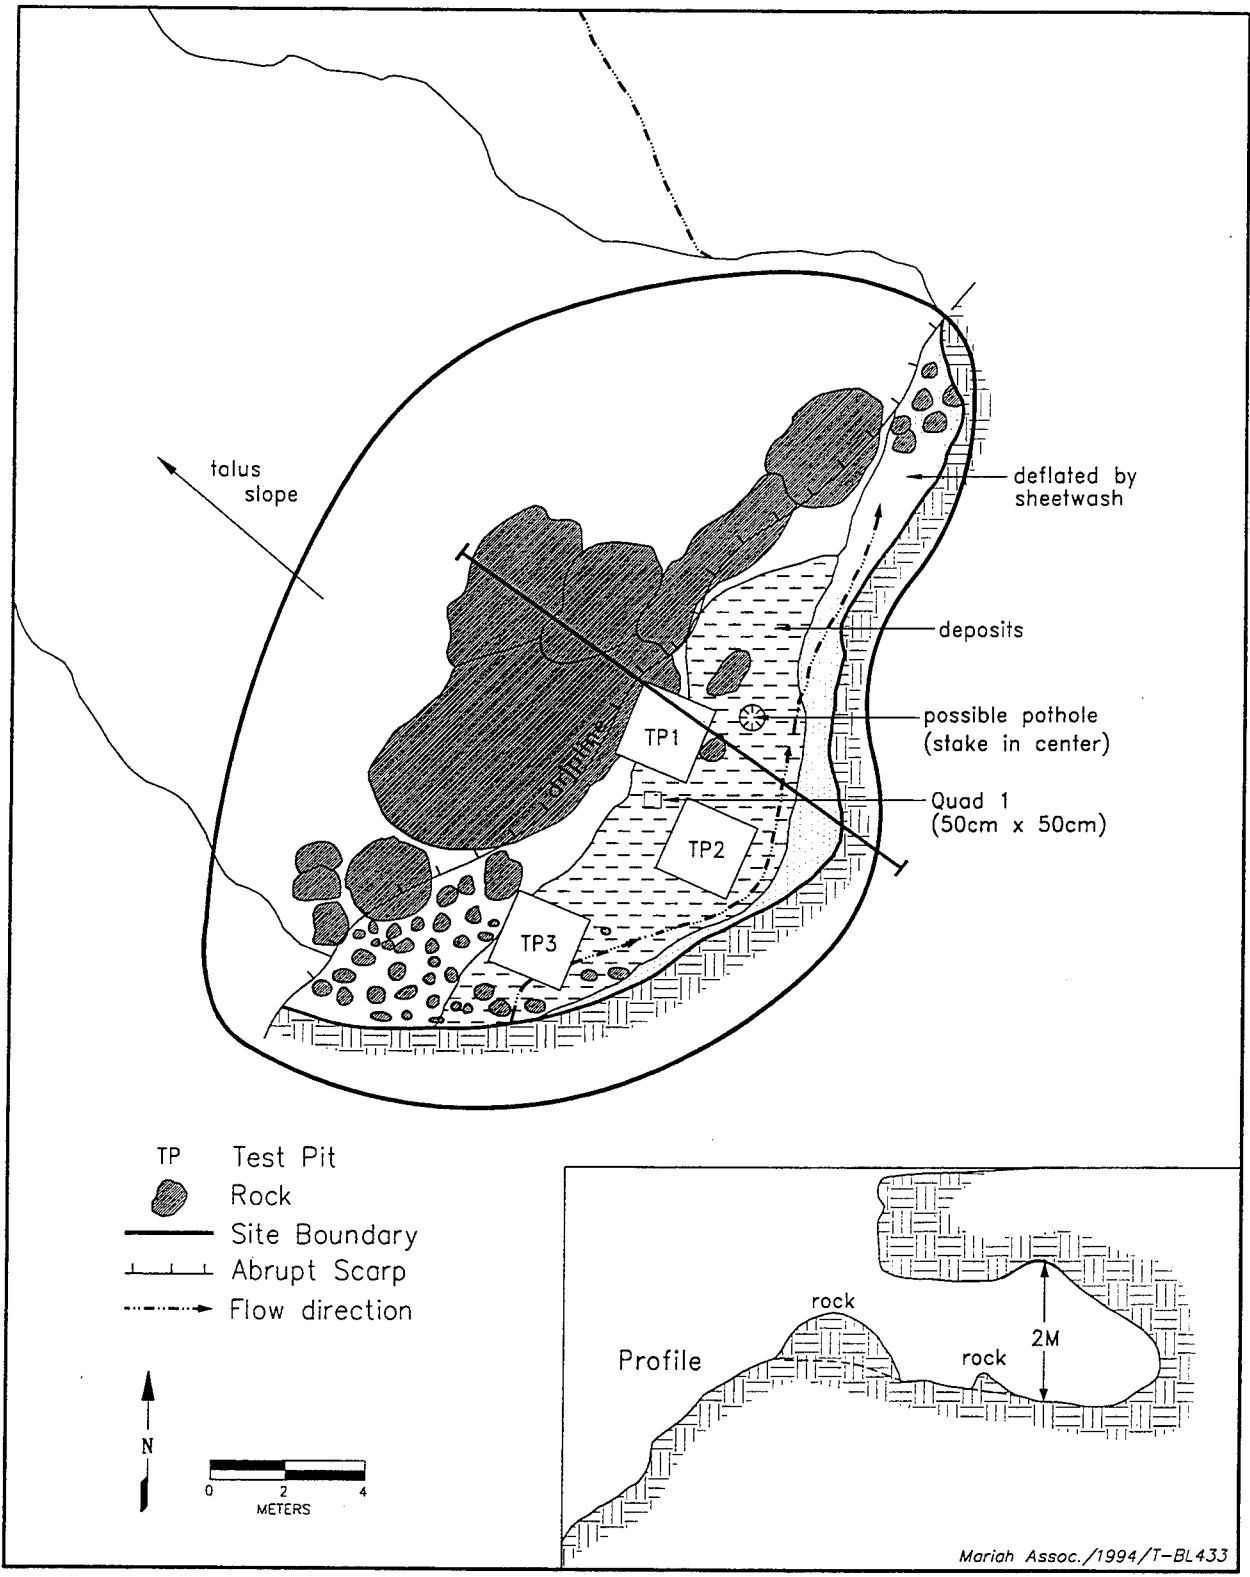 talus
slope
deflated by
sheetwash
deposits
possible pothole
(stake in center)
Quad 1
(50cm x 50cm)
dripline
TP1
TP2
TP3
TP Test Pit
Rock
Site Boundary
Abrupt Scarp
Flow direction
N
0 2 4
METERS
Profile
rock
rock
2M
Mariah Assoc./1994/T-BL433